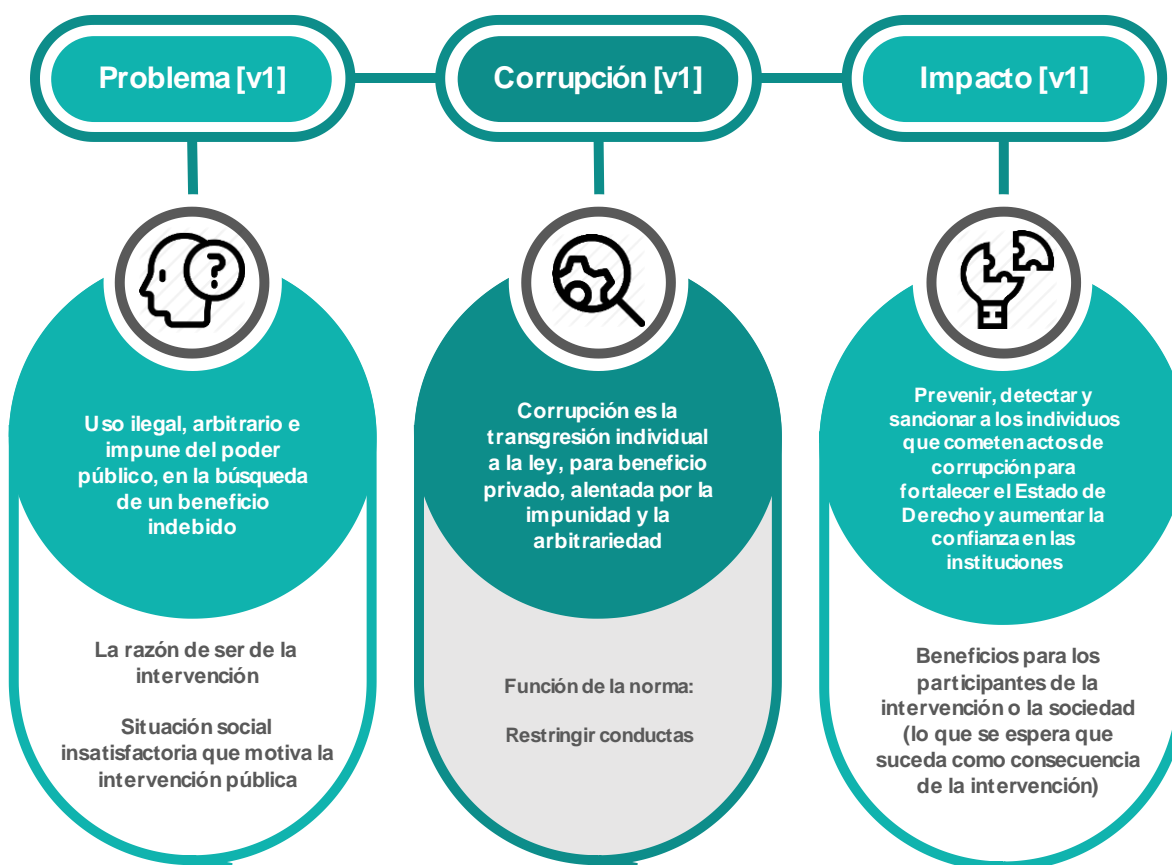 Problema [v1]
Corrupción [v1]
Impacto [v1]
?
Uso ilegal, arbitrario e
impune del poder
público, en la búsqueda
de un beneficio
indebido
La razón de ser de la
intervención
Situación social
insatisfactoria que motiva la
intervención pública
Corrupción es la
transgresión individual
a la ley, para beneficio
privado, alentada por la
impunidad y la
arbitrariedad
Función de la norma:
Restringir conductas
Prevenir, detectar y
sancionar a los individuos
que cometen actos de
corrupción para
fortalecer el Estado de
Derecho y aumentar la
confianza en las
instituciones
Beneficios para los
participantes de la
intervención o la sociedad
(lo que se espera que
suceda como consecuencia
de la intervención)